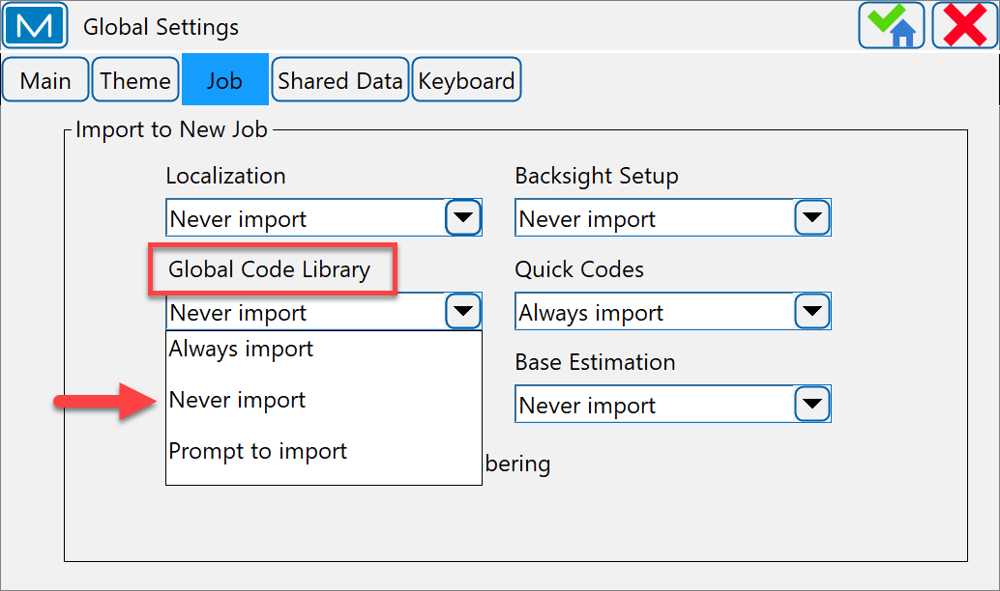 Global Settings
Main Theme Job Shared Data Keyboard
Import to New Job
Localization
Never import
Backsight Setup
Never import
Global Code Library
Never import
Always import
Never import
Prompt to import
Quick Codes
Always import
Base Estimation
Never import
bering